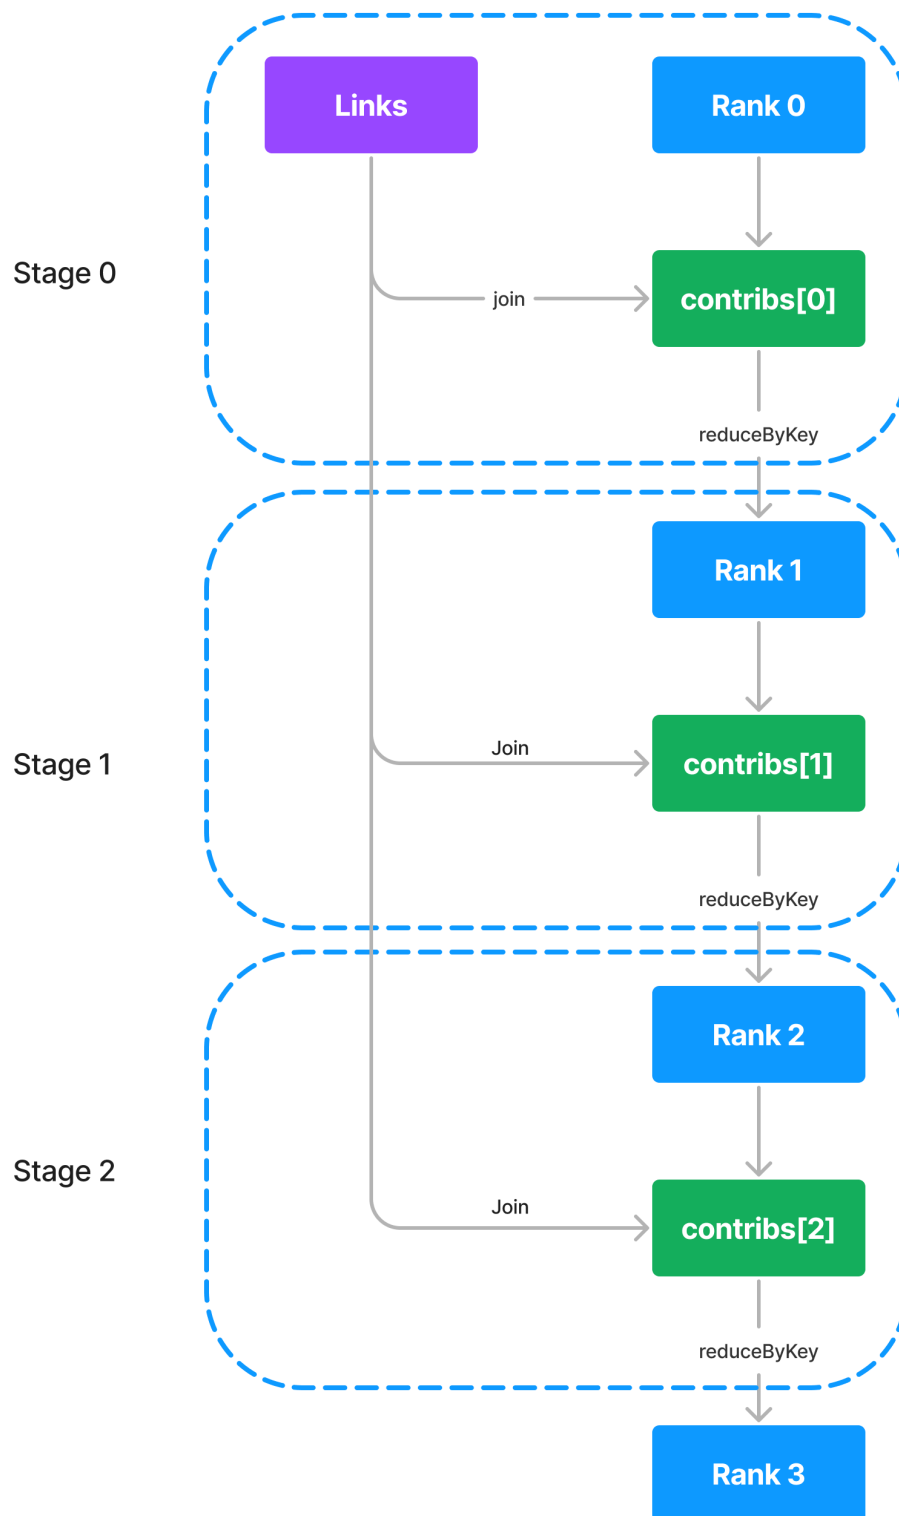 Links
Rank 0
Stage 0
join
contribs[0]
reduceByKey
Rank 1
Stage 1
Join
contribs[1]
reduceByKey
Rank 2
Stage 2
Join
contribs[2]
reduceByKey
Rank 3